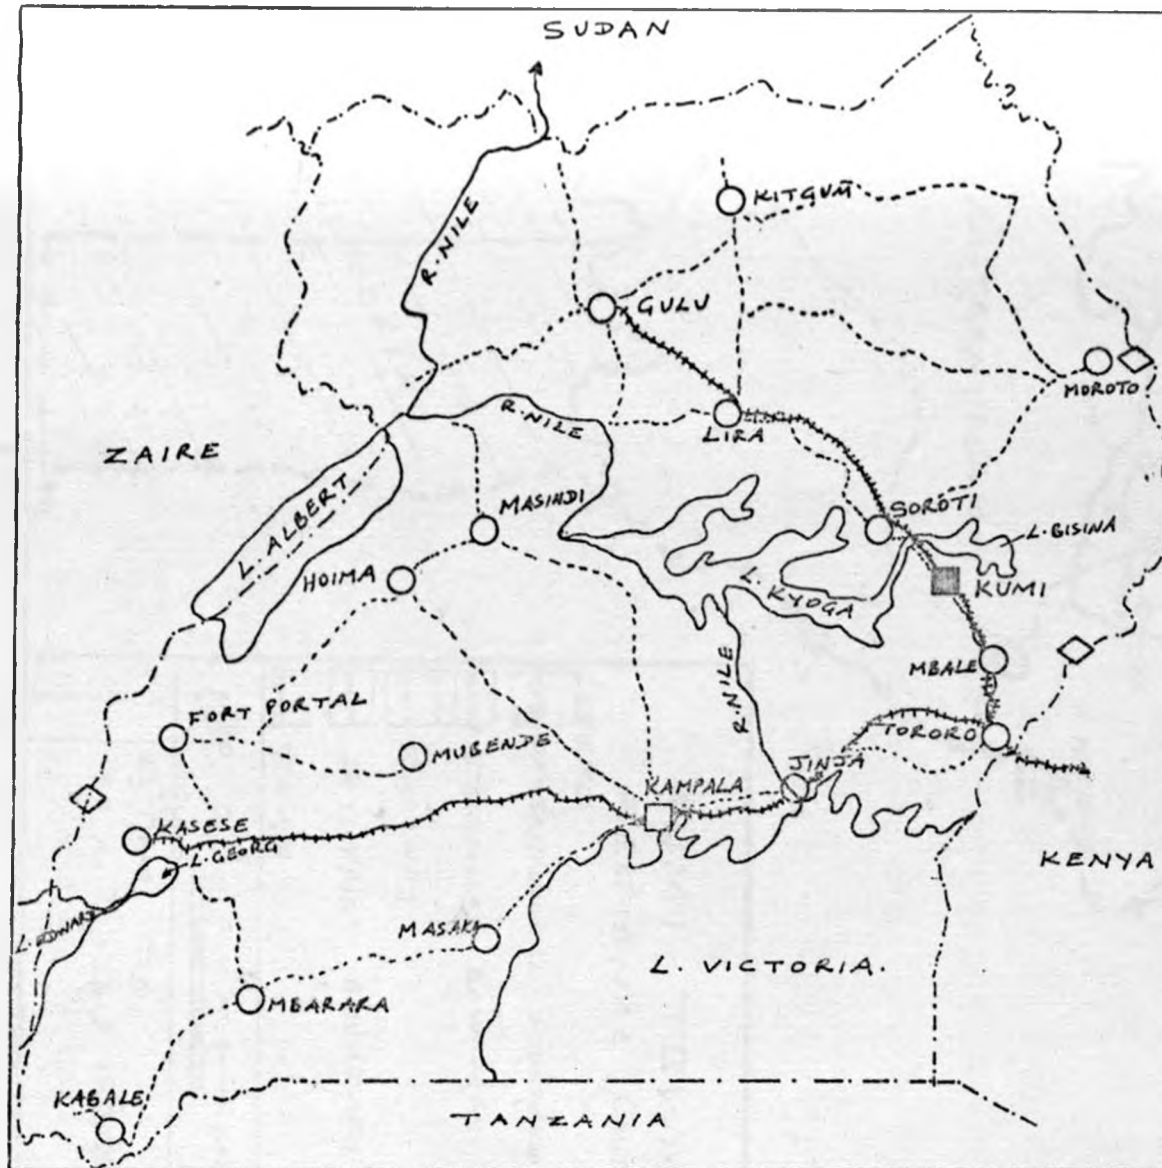 SUDAN
R. NILE
KITGUM
GULU
MOROTO
R. NILE
LIRA
ZAIRE
L. ALBERT
MASINDI
SOROTI
L. BISINA
HOIMA
L. KYOGA
KUMI
R. NILE
MBALE
FORT PORTAL
MUBENDE
TORORO
JINJA
KAMPALA
KASESE
L. GEORG
KENYA
L. EDWARD
MASAKA
L. VICTORIA.
MBARARA
KABALE
TANZANIA